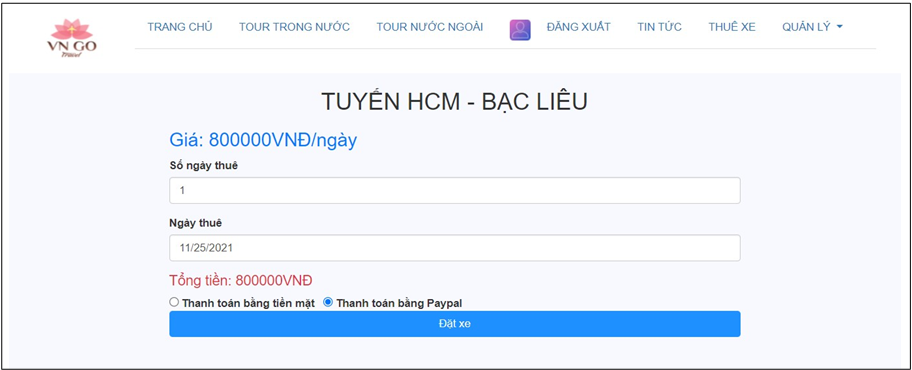 VN GO
Travel
TRANG CHỦ TOUR TRONG NƯỚC TOUR NƯỚC NGOÀI ĐĂNG XUẤT TIN TỨC THUÊ XE QUẢN LÝ
TUYẾN HCM - BẠC LIÊU
Giá: 800000VNĐ/ngày
Số ngày thuê
1
Ngày thuê
11/25/2021
Tổng tiền: 800000VNĐ
Thanh toán bằng tiền mặt Thanh toán bằng Paypal
Đặt xe